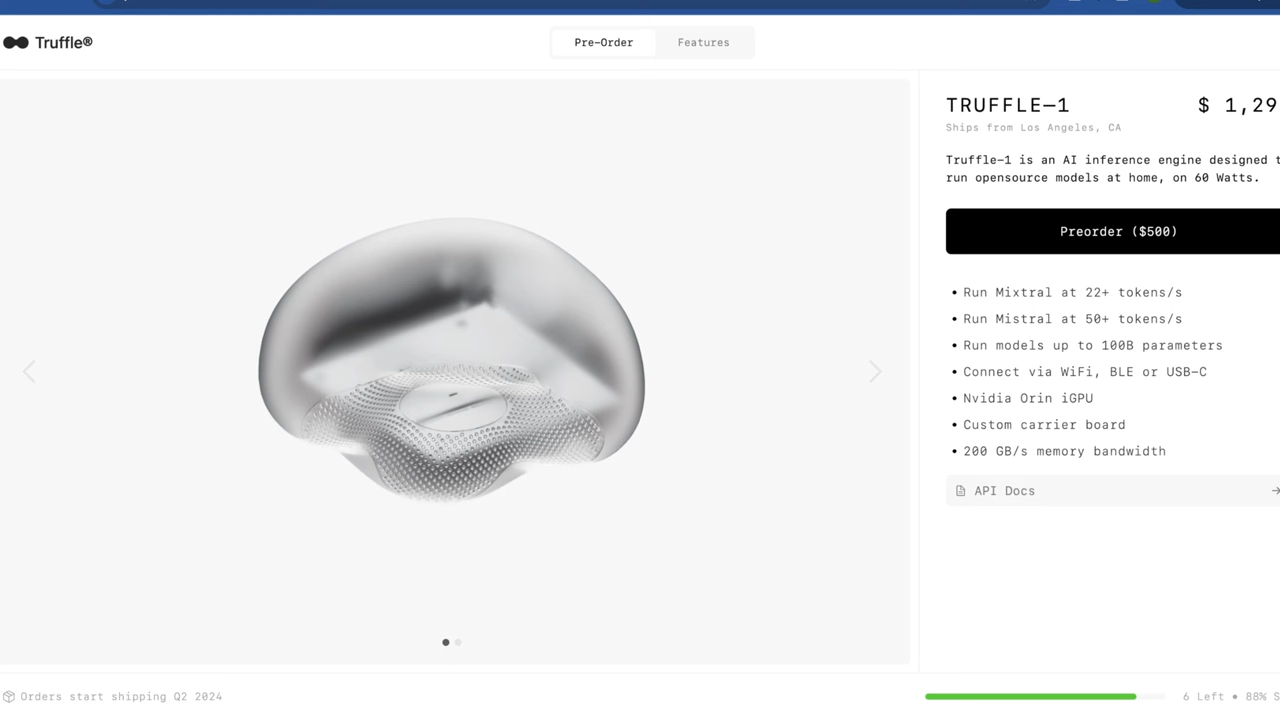 Truffle®
Pre-Order
Features
TRUFFLE—1
$ 1,29
Ships from Los Angeles, CA
Truffle—1 is an AI inference engine designed t
run opensource models at home, on 60 Watts.
Preorder ($500)
• Run Mixtral at 22+ tokens/s
• Run Mistral at 50+ tokens/s
• Run models up to 100B parameters
• Connect via WiFi, BLE or USB—C
• Nvidia Orin iGPU
• Custom carrier board
• 200 GB/s memory bandwidth
API Docs
Orders start shipping Q2 2024
6 Left • 88% S